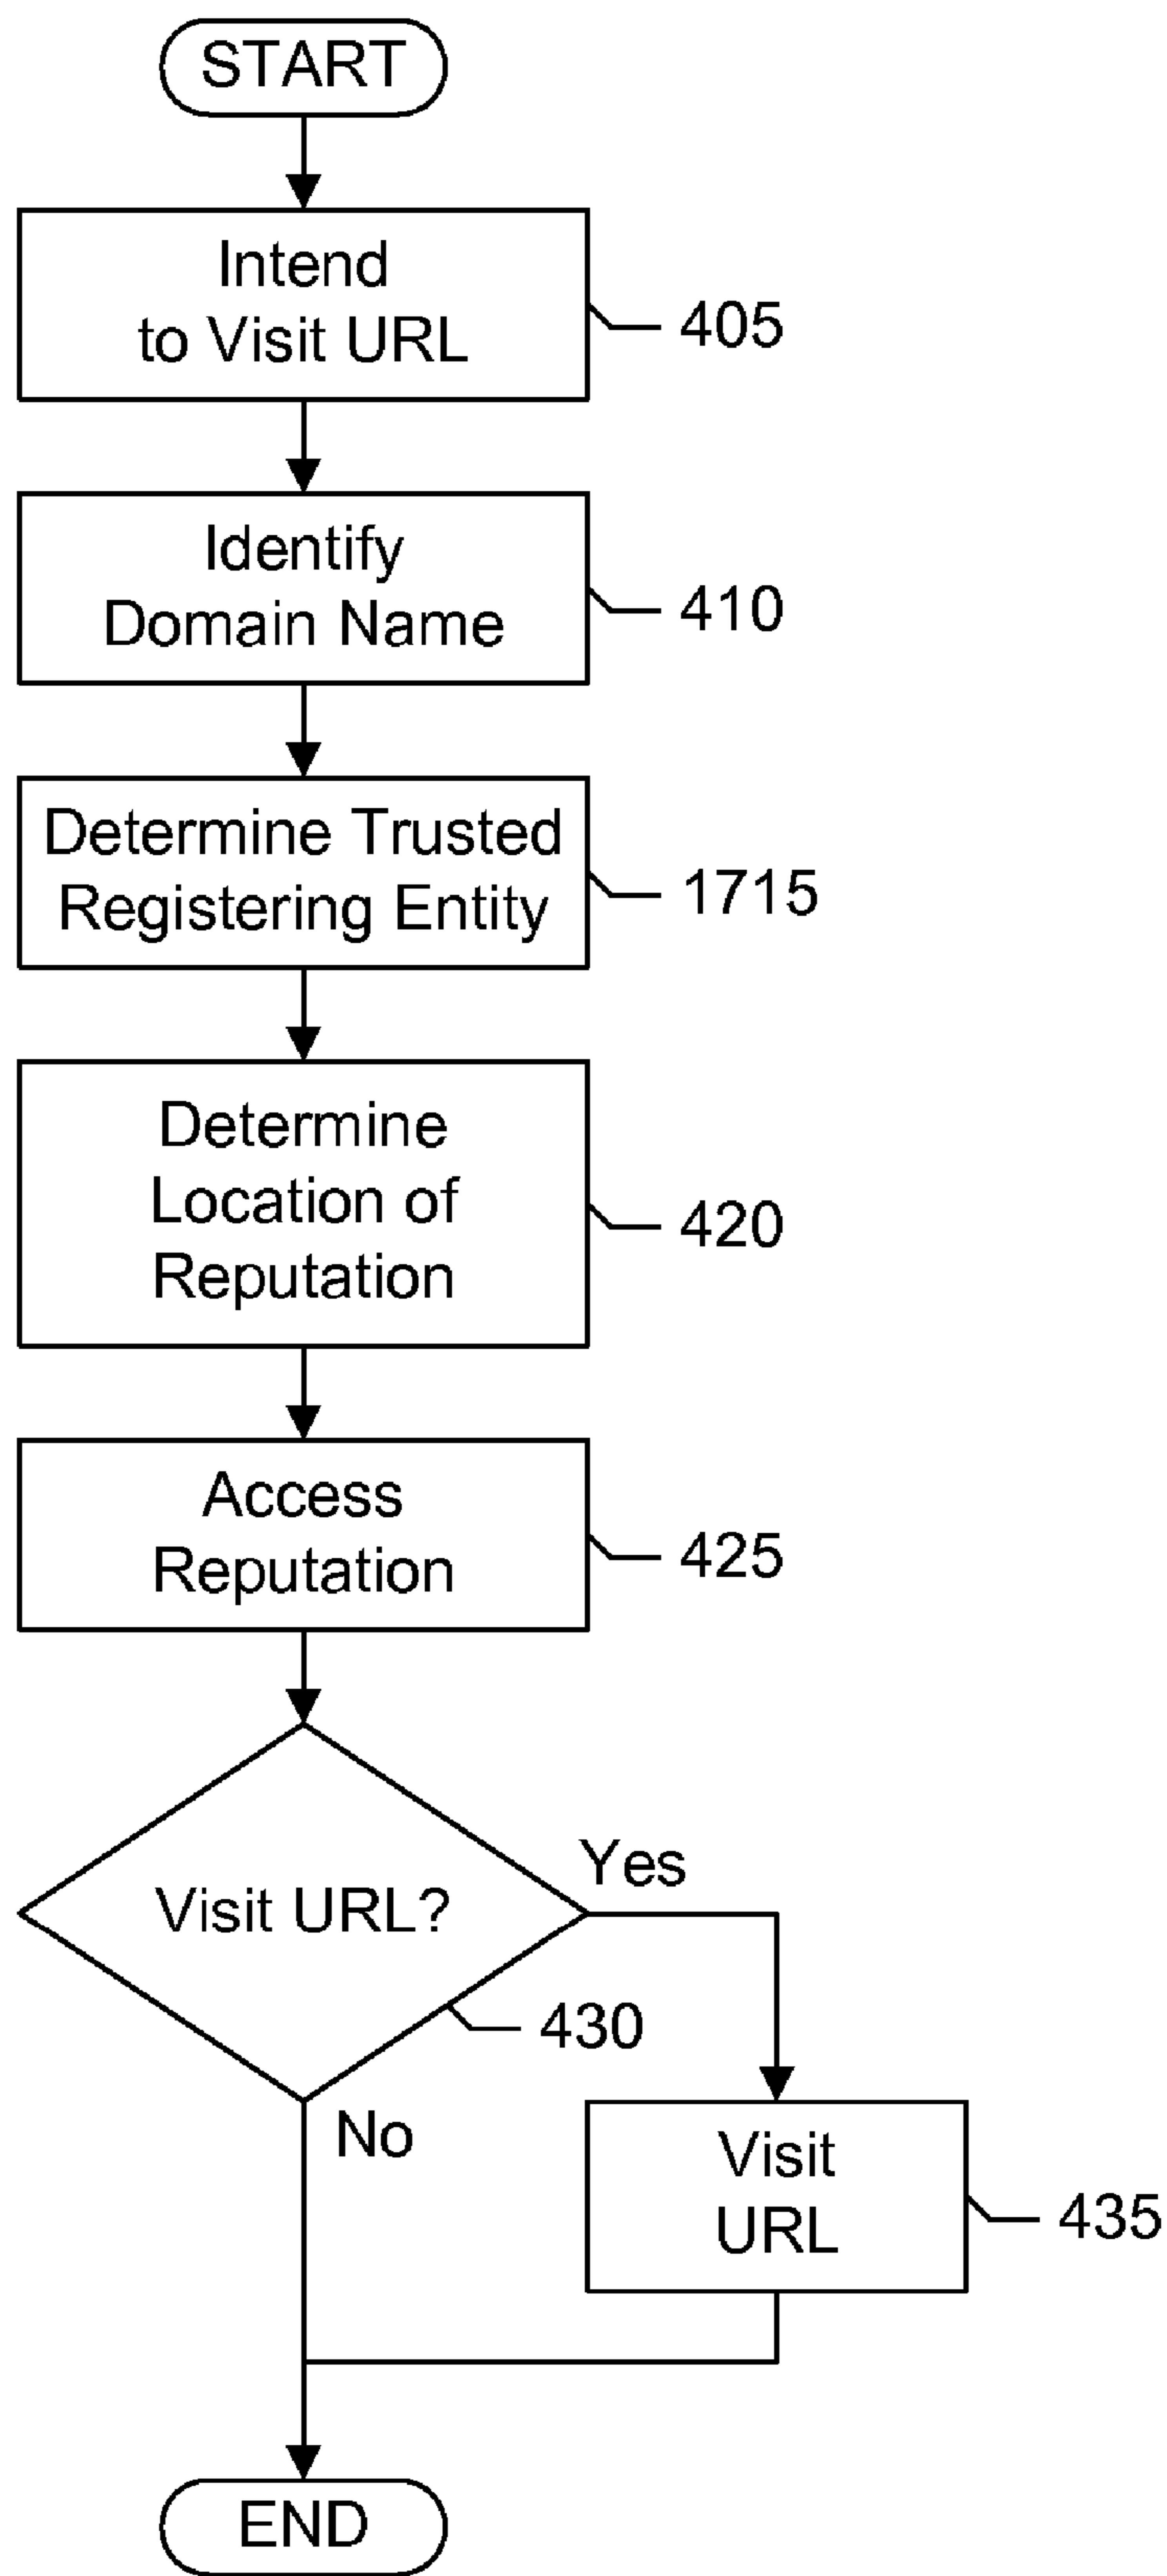 START
Intend
to Visit URL
405
Identify
Domain Name
410
Determine Trusted
Registering Entity
1715
Determine
Location of
Reputation
420
Access
Reputation
425
Visit URL?
Yes
430
No
Visit
URL
435
END